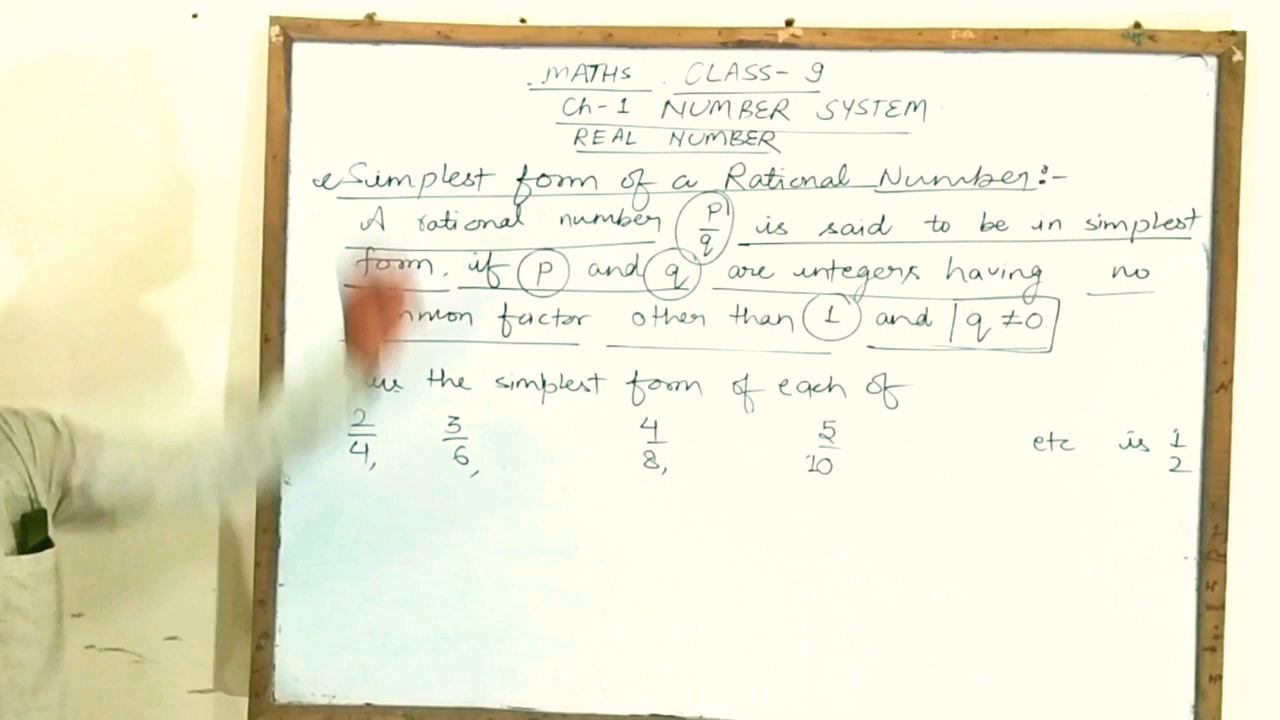 MATHS CLASS-9
Ch-1 NUMBER SYSTEM
REAL NUMBER
Simplest form of a Rational Number:-
A rational number p/q is said to be in simplest
form, if p and q are integers having no
other than 1 and q ≠ 0
factor
the simplest form of each of
2/4, 3/6, 4/8, 5/10 etc is 1/2